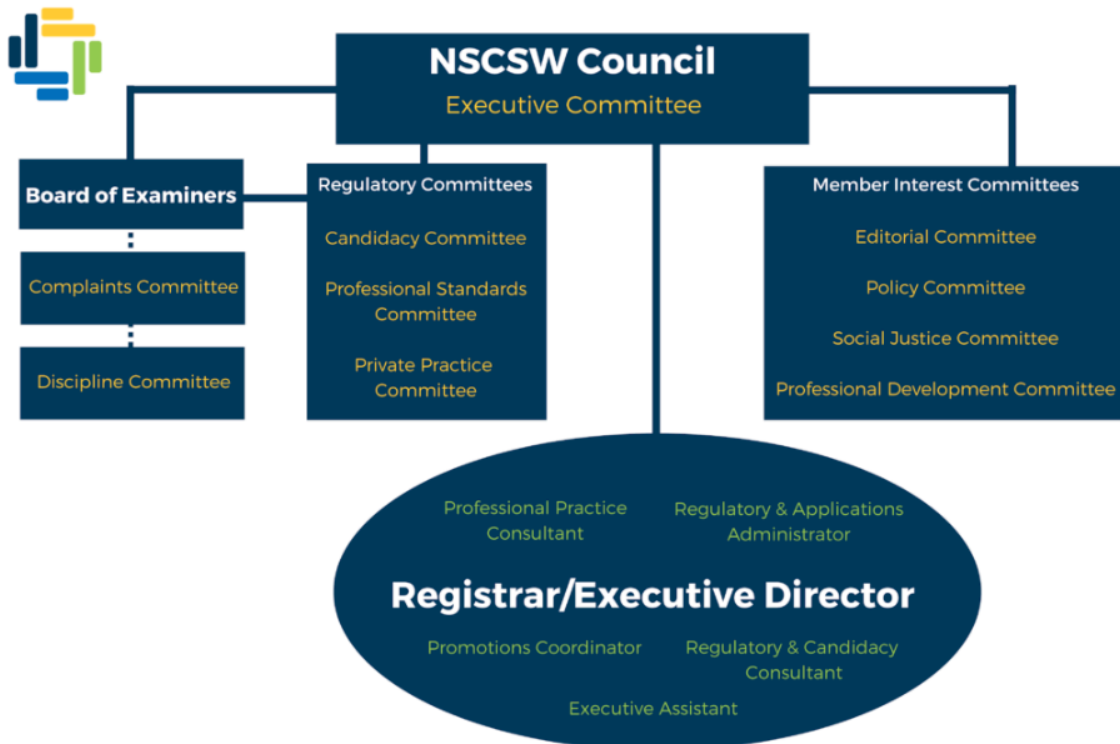 NSCSW Council
Executive Committee
Board of Examiners
Complaints Committee
Discipline Committee
Regulatory Committees
Candidacy Committee
Professional Standards
Committee
Private Practice
Committee
Member Interest Committees
Editorial Committee
Policy Committee
Social Justice Committee
Professional Development Committee
Professional Practice
Consultant
Regulatory & Applications
Administrator
Registrar/Executive Director
Promotions Coordinator
Regulatory & Candidacy
Consultant
Executive Assistant